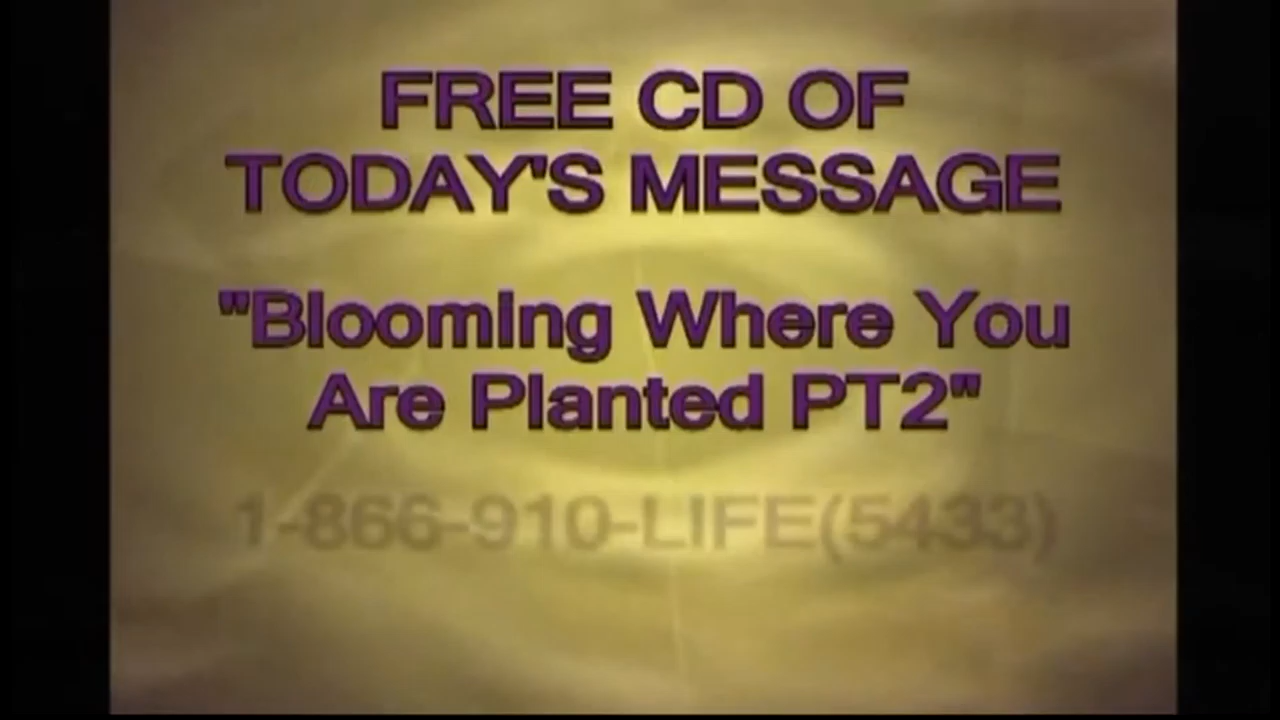 FREE CD OF
TODAY'S MESSAGE
"Blooming Where You
Are Planted PT2"
1-866-910-LIFE(5433)